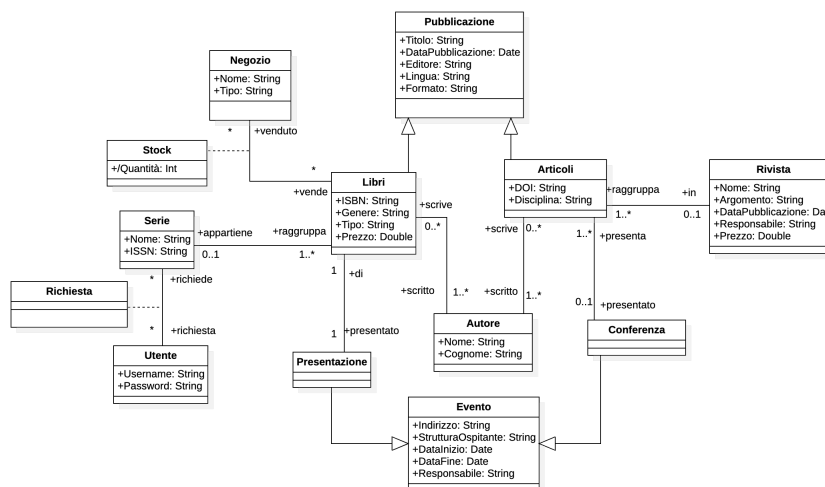 Pubblicazione
+Titolo: String
+DataPubblicazione: Date
+Editore: String
+Lingua: String
+Formato: String
Negozio
+Nome: String
+Tipo: String
*
+venduto
Stock
+/Quantità: Int
*
+vende
Libri
+ISBN: String
+Genere: String
+Tipo: String
+Prezzo: Double
Articoli
+DOI: String
+Disciplina: String
+raggruppa
1..*
+in
0..1
Rivista
+Nome: String
+Argomento: String
+DataPubblicazione: Da
+Responsabile: String
+Prezzo: Double
Serie
+Nome: String
+ISSN: String
+appartiene
0..1
+raggruppa
1..*
+scrive
0..*
+scrive
0..*
1..*
+presenta
*
+richiede
1
+di
Richiesta
*
+richiesta
+scritto
1..*
+scritto
1..*
0..1
+presentato
1
+presentato
Autore
+Nome: String
+Cognome: String
Conferenza
Utente
+Username: String
+Password: String
Presentazione
Evento
+Indirizzo: String
+StrutturaOspitante: String
+DataInizio: Date
+DataFine: Date
+Responsabile: String